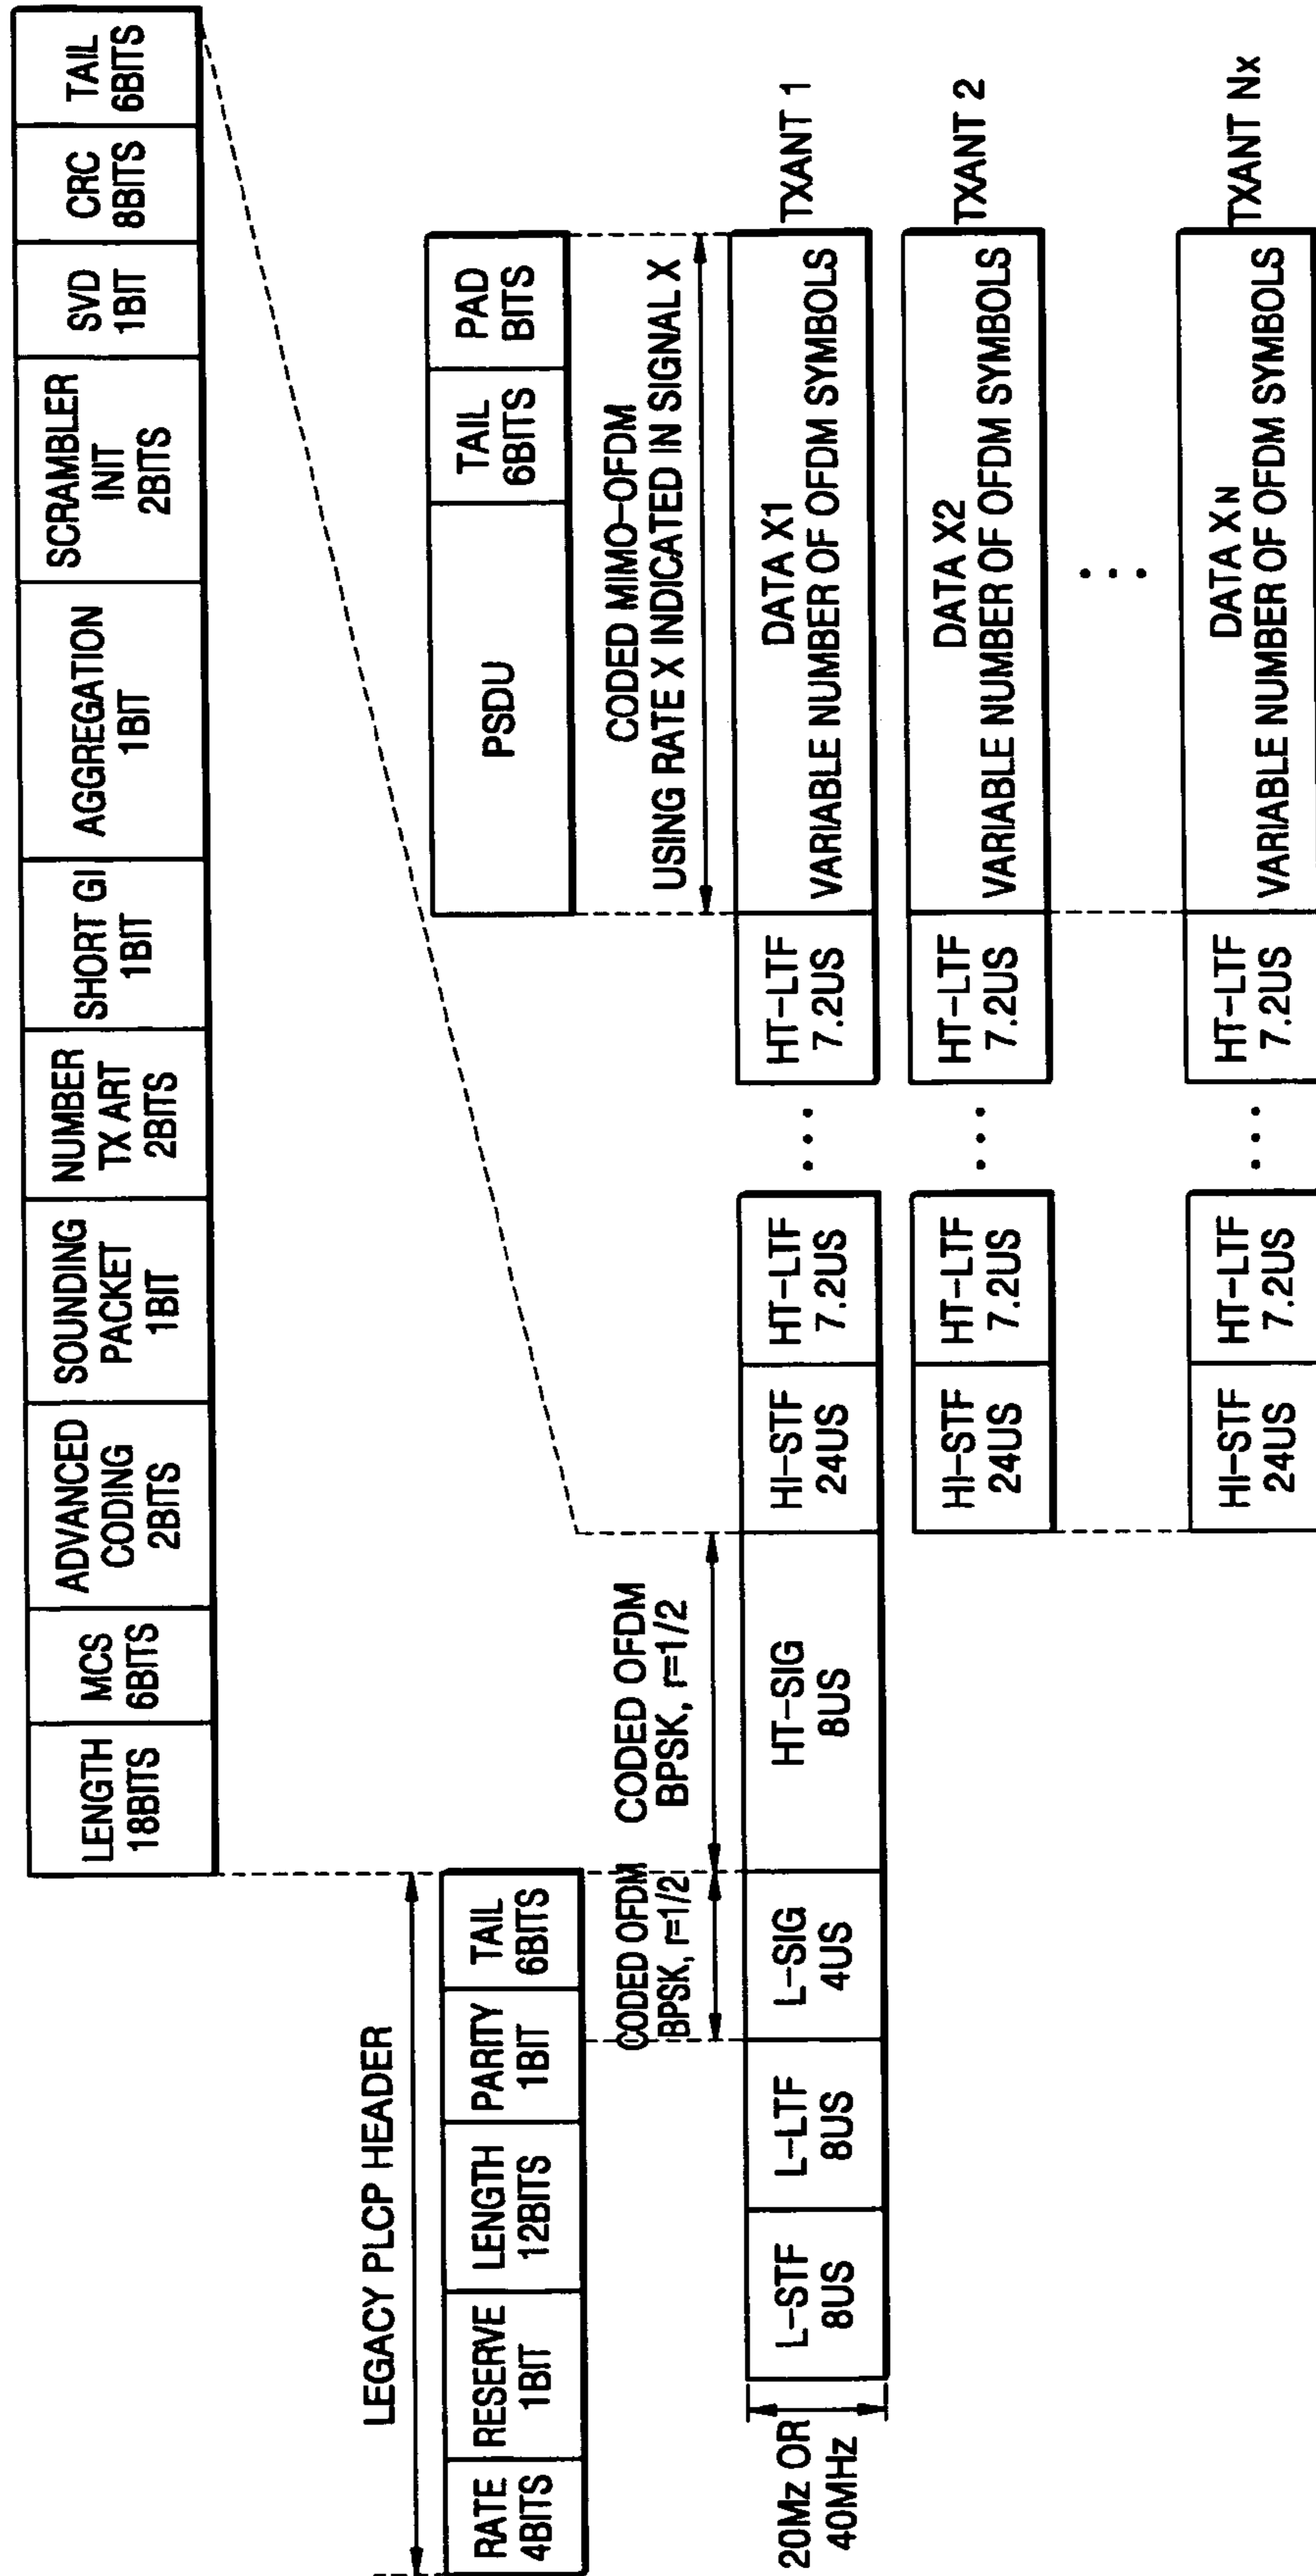 LENGTH
18BITS
MCS
6BITS
ADVANCED
CODING
2BITS
SOUNDING
PACKET
1BIT
NUMBER
TX ART
2BITS
SHORT GI
1BIT
AGGREGATION
1BIT
SCRAMBLER
INIT
2BITS
SVD
1BIT
CRC
8BITS
TAIL
6BITS
LEGACY PLCP HEADER
RATE
4BITS
RESERVE
1BIT
LENGTH
12BITS
PARITY
1BIT
TAIL
6BITS
PSDU
TAIL
6BITS
PAD
BITS
CODED OFDM
BPSK, r=1/2
CODED OFDM
BPSK, r=1/2
CODED MIMO-OFDM
USING RATE X INDICATED IN SIGNAL X
20Mz OR
40MHz
L-STF
8US
L-LTF
8US
L-SIG
4US
HT-SIG
8US
HI-STF
24US
HT-LTF
7.2US
...
HT-LTF
7.2US
DATA X1
VARIABLE NUMBER OF OFDM SYMBOLS
TXANT 1
HI-STF
24US
HT-LTF
7.2US
...
HT-LTF
7.2US
DATA X2
VARIABLE NUMBER OF OFDM SYMBOLS
TXANT 2
...
HI-STF
24US
HT-LTF
7.2US
...
HT-LTF
7.2US
DATA XN
VARIABLE NUMBER OF OFDM SYMBOLS
TXANT Nx